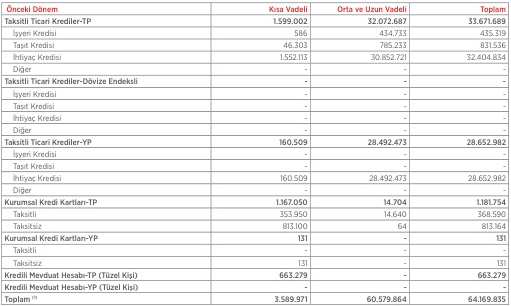 Önceki Dönem Kısa Vadeli Orta ve Uzun Vadeli Toplam
Taksitli Ticari Krediler-TP 1.599.002 32.072.687 33.671.689
İşyeri Kredisi 586 434.733 435.319
Taşıt Kredisi 46.303 785.233 831.536
İhtiyaç Kredisi 1.552.113 30.852.721 32.404.834
Diğer - - -
Taksitli Ticari Krediler-Dövize Endeksli - - -
İşyeri Kredisi - - -
Taşıt Kredisi - - -
İhtiyaç Kredisi - - -
Diğer - - -
Taksitli Ticari Krediler-YP 160.509 28.492.473 28.652.982
İşyeri Kredisi - - -
Taşıt Kredisi - - -
İhtiyaç Kredisi 160.509 28.492.473 28.652.982
Diğer - - -
Kurumsal Kredi Kartları-TP 1.167.050 14.704 1.181.754
Taksitli 353.950 14.640 368.590
Taksitsiz 813.100 64 813.164
Kurumsal Kredi Kartları-YP 131 - 131
Taksitli - - -
Taksitsiz 131 - 131
Kredili Mevduat Hesabı-TP (Tüzel Kişi) 663.279 - 663.279
Kredili Mevduat Hesabı-YP (Tüzel Kişi) - - -
Toplam (1) 3.589.971 60.579.864 64.169.835